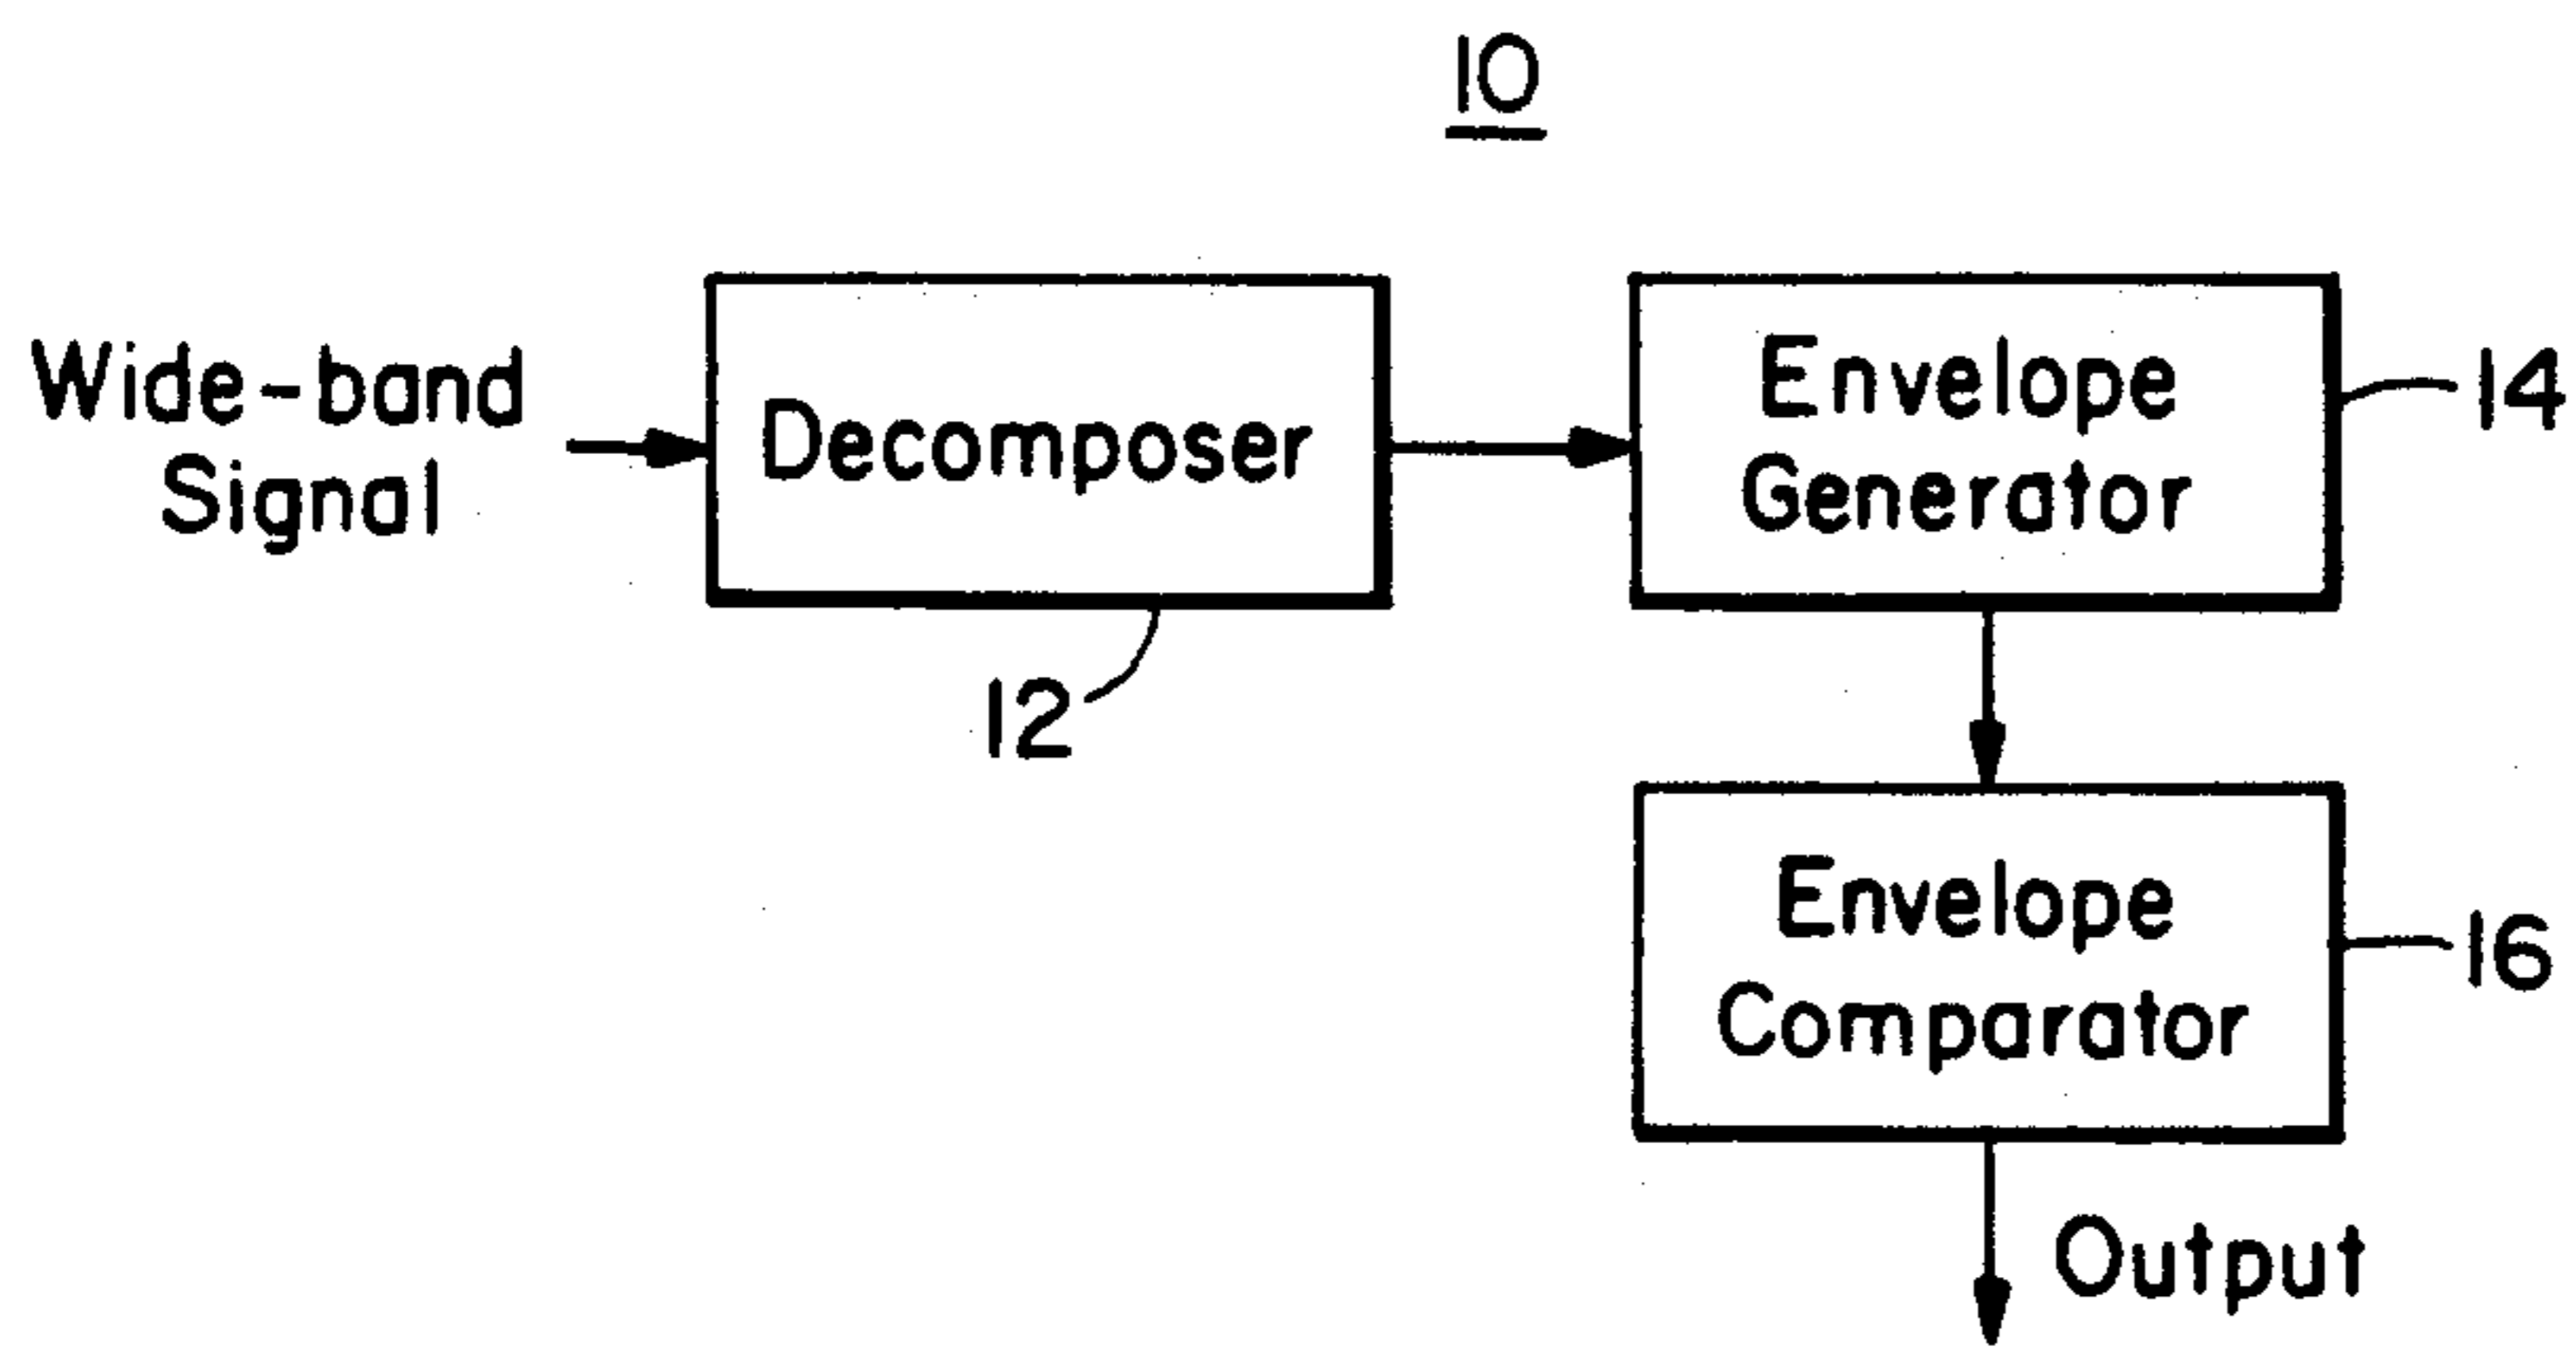 10
Wide-band
Signal
Decomposer
12
Envelope
Generator
14
Envelope
Comparator
16
Output